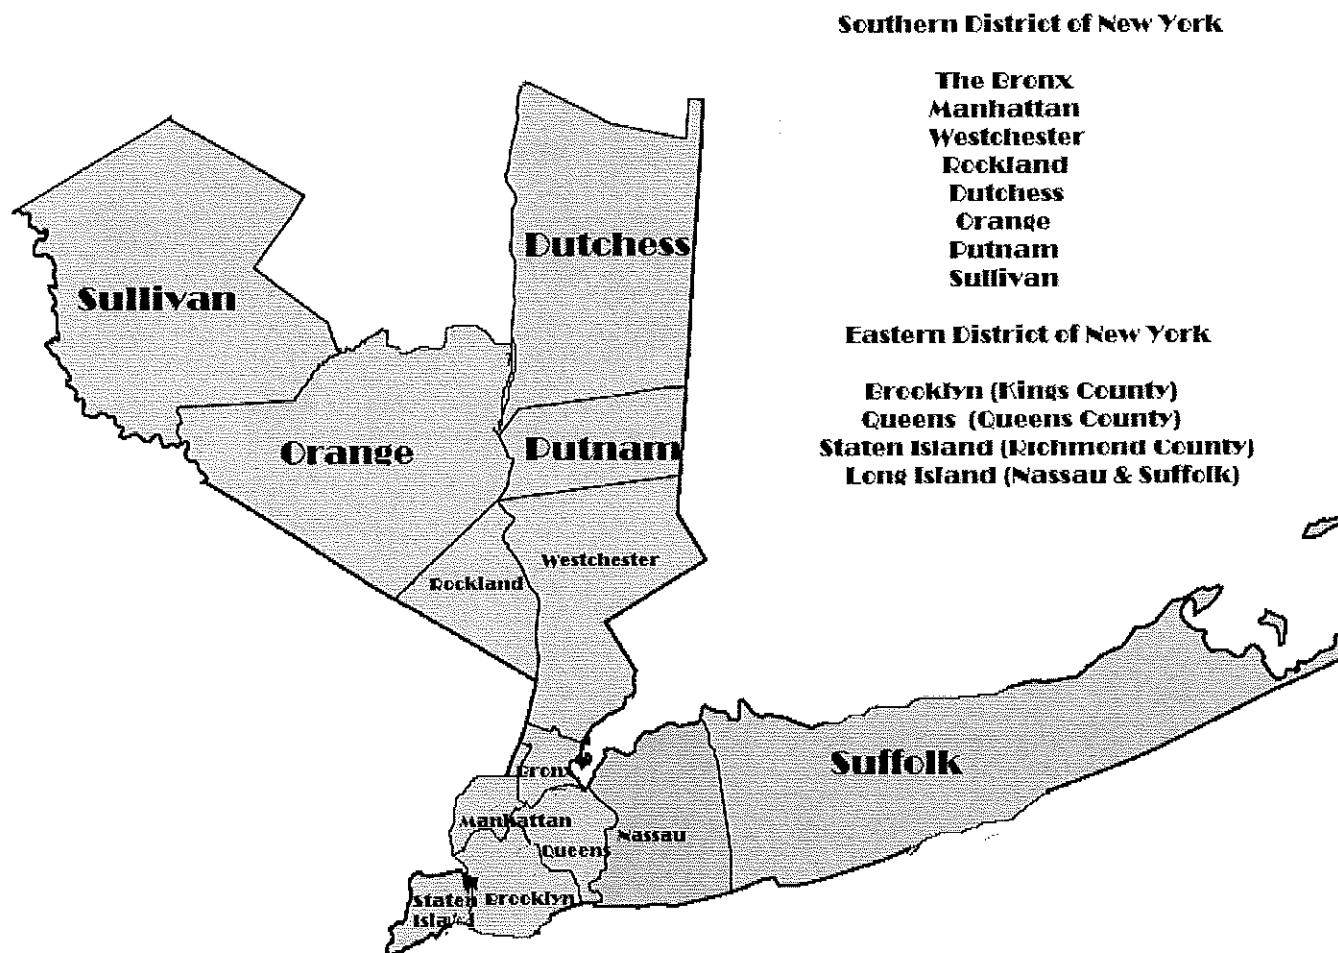 Southern District of New York
The Bronx
Manhattan
Westchester
Rockland
Dutchess
Orange
Putnam
Sullivan
Eastern District of New York
Brooklyn (Kings County)
Queens (Queens County)
Staten Island (Richmond County)
Long Island (Nassau & Suffolk)
Dutchess
Sullivan
Orange
Putnam
Westchester
Rockland
Suffolk
Bronx
Manhattan
Nassau
Queens
Staten
Island
Brooklyn